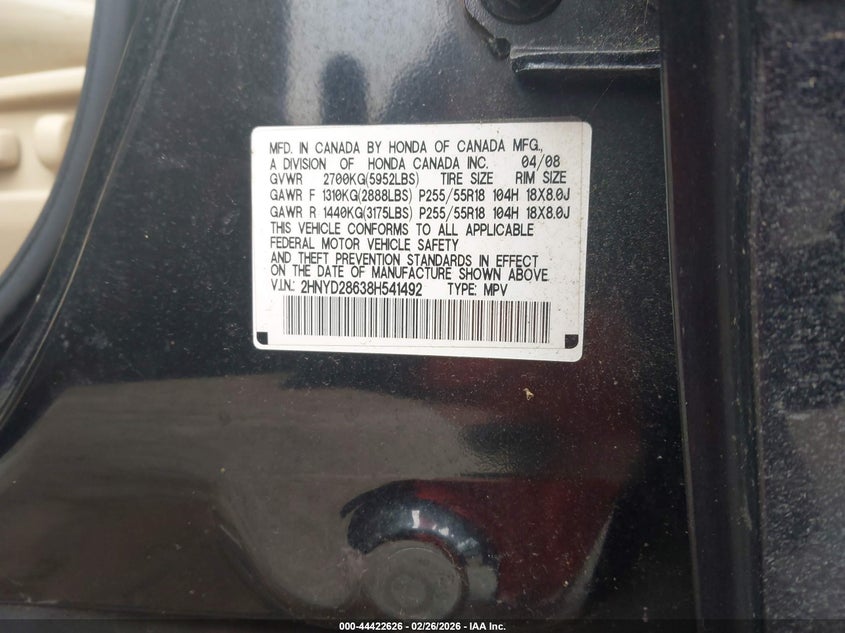 MFD. IN CANADA BY HONDA OF CANADA MFG.,
A DIVISION OF HONDA CANADA INC. 04/08
GVWR 2700KG(5952LBS) TIRE SIZE RIM SIZE
GAWR F 1310KG(2888LBS) P255/55R18 104H 18X8.0J
GAWR R 1440KG(3175LBS) P255/55R18 104H 18X8.0J
THIS VEHICLE CONFORMS TO ALL APPLICABLE
FEDERAL MOTOR VEHICLE SAFETY
AND THEFT PREVENTION STANDARDS IN EFFECT
ON THE DATE OF MANUFACTURE SHOWN ABOVE
V.I.N.: 2HNYD28638H541492 TYPE: MPV
000-44422626 - 02/26/2026 - IAA Inc.